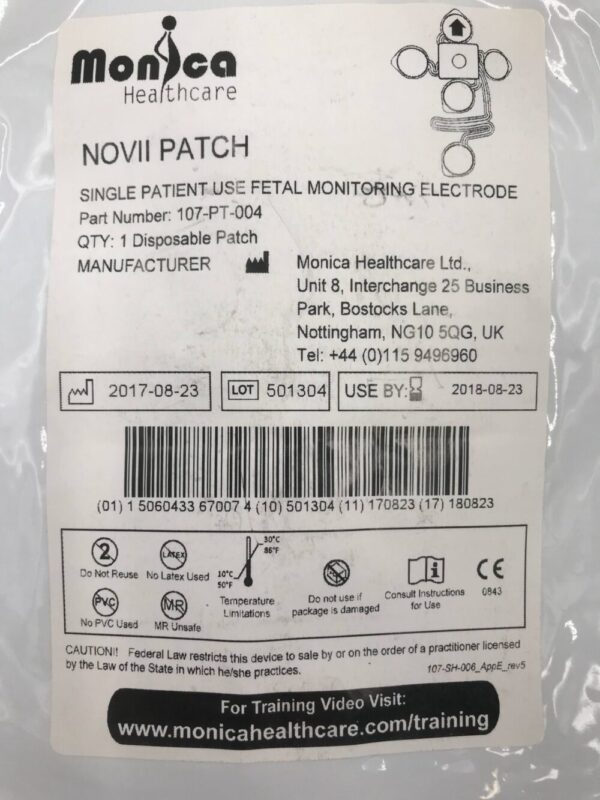 Monica
Healthcare
NOVII PATCH
SINGLE PATIENT USE FETAL MONITORING ELECTRODE
Part Number: 107-PT-004
QTY: 1 Disposable Patch
MANUFACTURER
Monica Healthcare Ltd.,
Unit 8, Interchange 25 Business
Park, Bostocks Lane,
Nottingham, NG10 5QG, UK
Tel: +44 (0)115 9496960
2017-08-23
LOT 501304
USE BY: 2018-08-23
(01) 1 5060433 67007 4 (10) 501304 (11) 170823 (17) 180823
2
Do Not Reuse
LATEX
No Latex Used
10°C
50°F
30°C
86°F
Temperature
Limitations
Do not use if
package is damaged
i
Consult Instructions
for Use
CE
0843
PVC
No PVC Used
MR
MR Unsafe
CAUTION!! Federal Law restricts this device to sale by or on the order of a practitioner licensed
by the Law of the State in which he/she practices.
107-SH-006_AppE_rev5
For Training Video Visit:
www.monicahealthcare.com/training